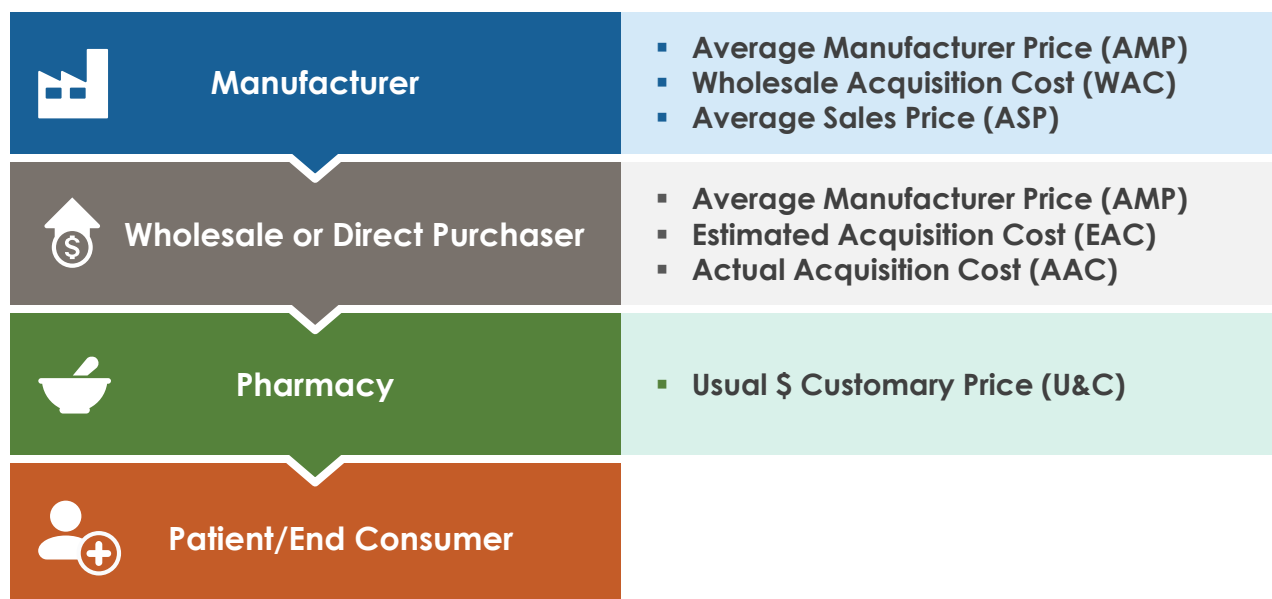 Manufacturer
▪ Average Manufacturer Price (AMP)
▪ Wholesale Acquisition Cost (WAC)
▪ Average Sales Price (ASP)
$
Wholesale or Direct Purchaser
▪ Average Manufacturer Price (AMP)
▪ Estimated Acquisition Cost (EAC)
▪ Actual Acquisition Cost (AAC)
Pharmacy
▪ Usual $ Customary Price (U&C)
Patient/End Consumer